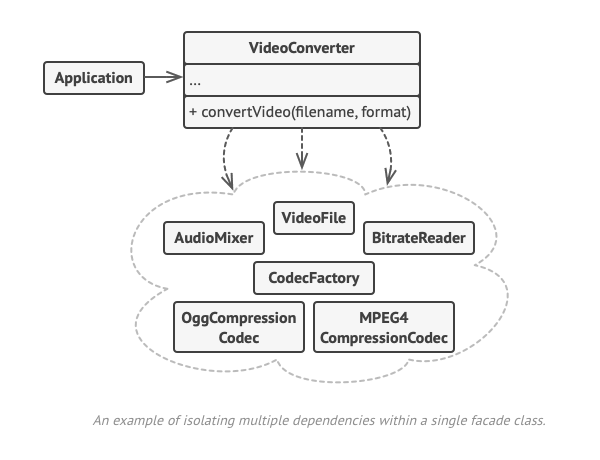 VideoConverter
Application
...
+ convertVideo(filename, format)
VideoFile
AudioMixer
BitrateReader
CodecFactory
OggCompression
Codec
MPEG4
CompressionCodec
An example of isolating multiple dependencies within a single facade class.